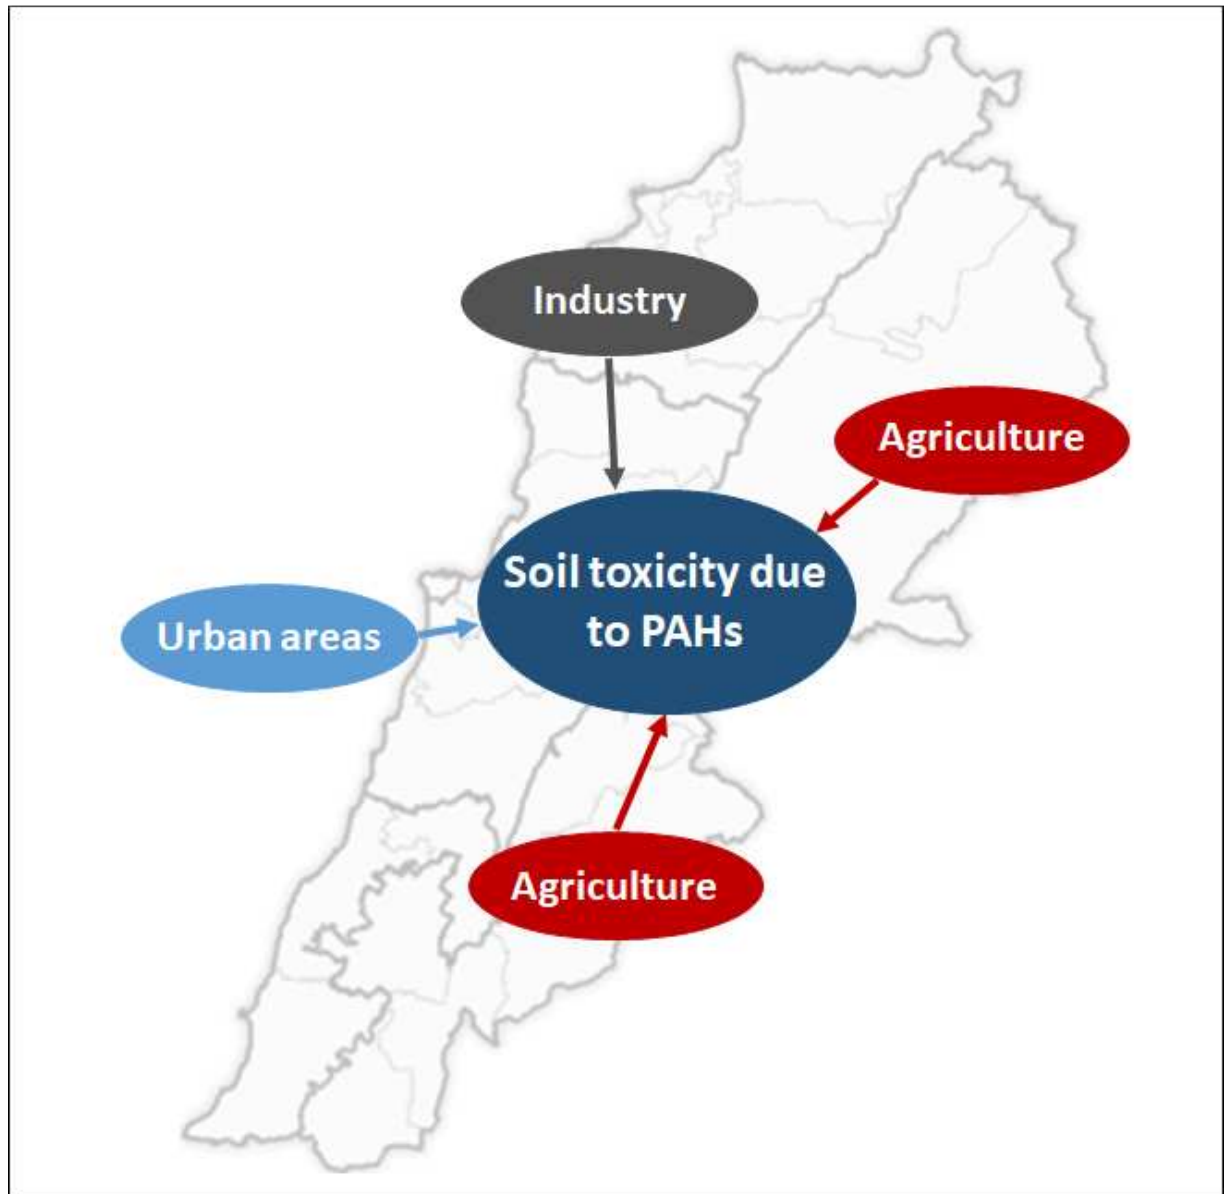 Industry
Agriculture
Soil toxicity due
to PAHs
Urban areas
Agriculture